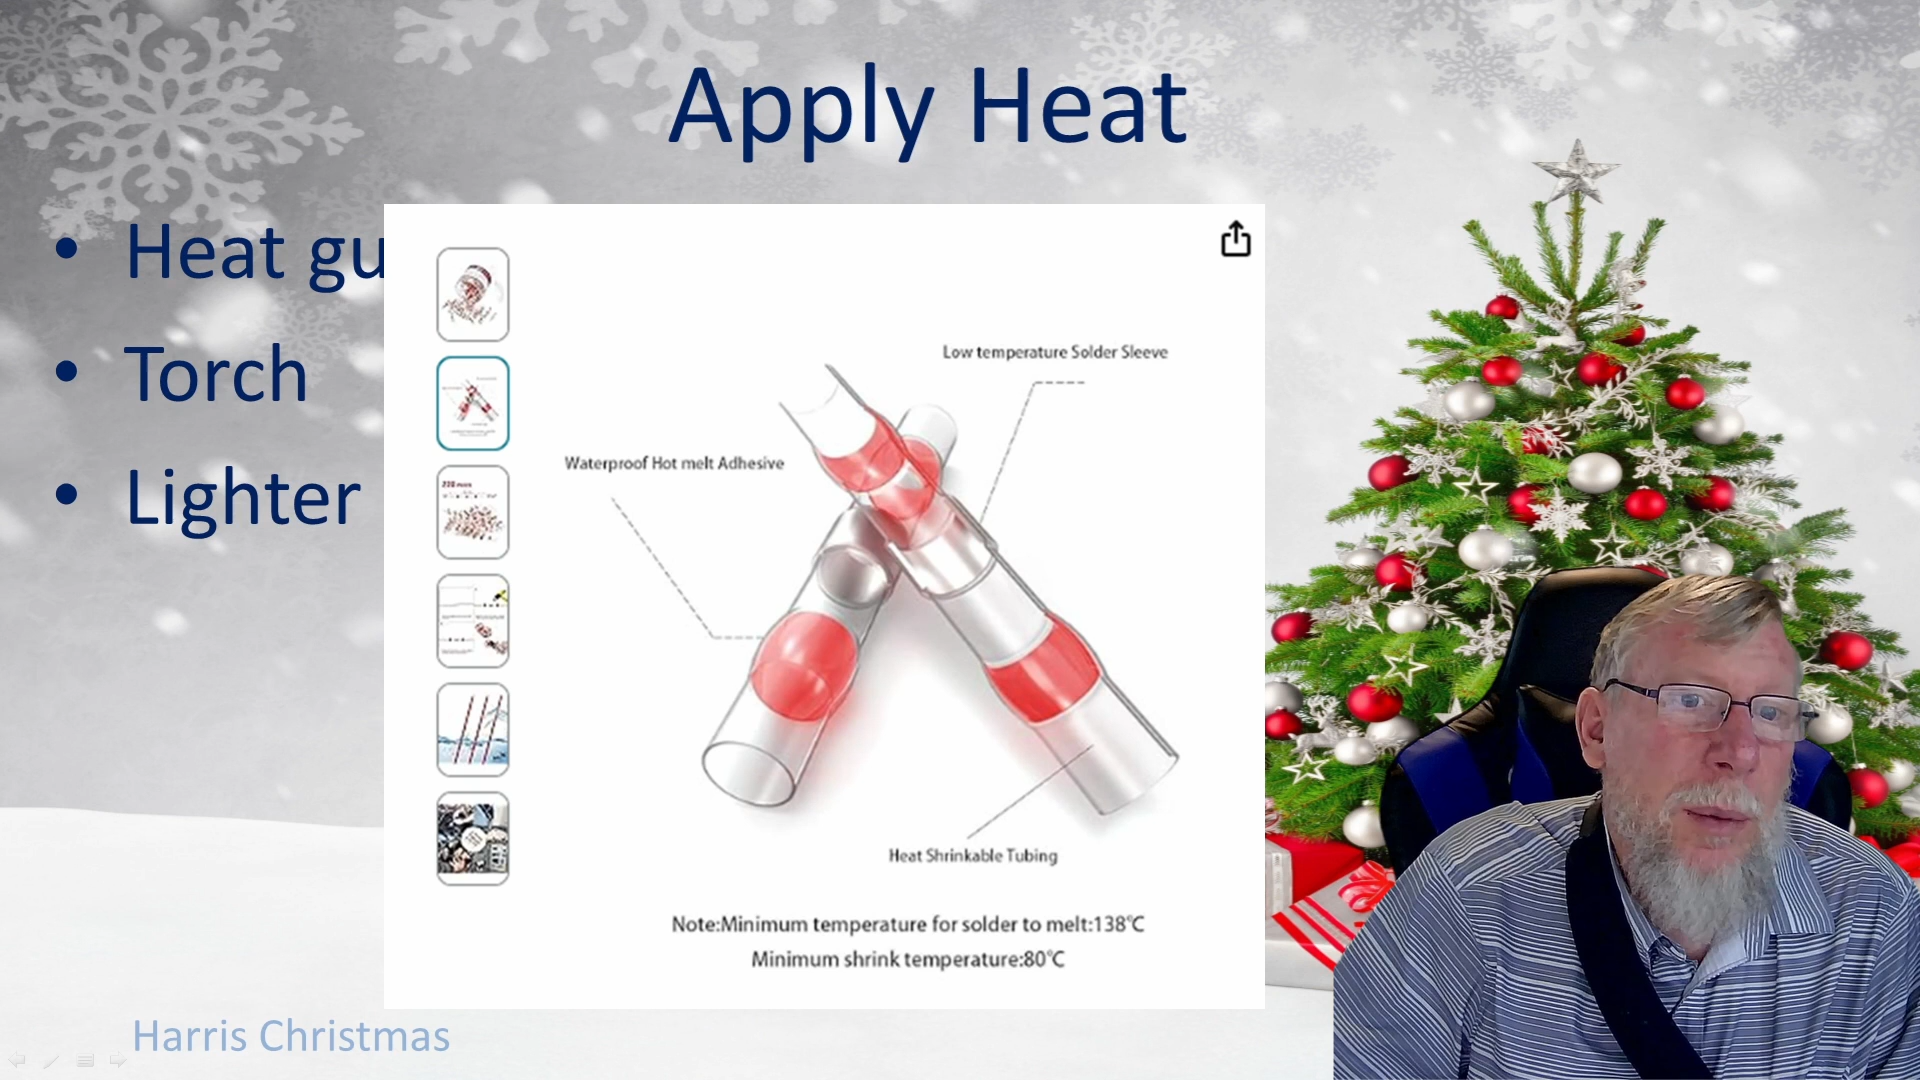 Apply Heat
• Heat gu
• Torch
• Lighter
Low temperature Solder Sleeve
Waterproof Hot melt Adhesive
Heat Shrinkable Tubing
Note:Minimum temperature for solder to melt:138℃
Minimum shrink temperature:80℃
Harris Christmas